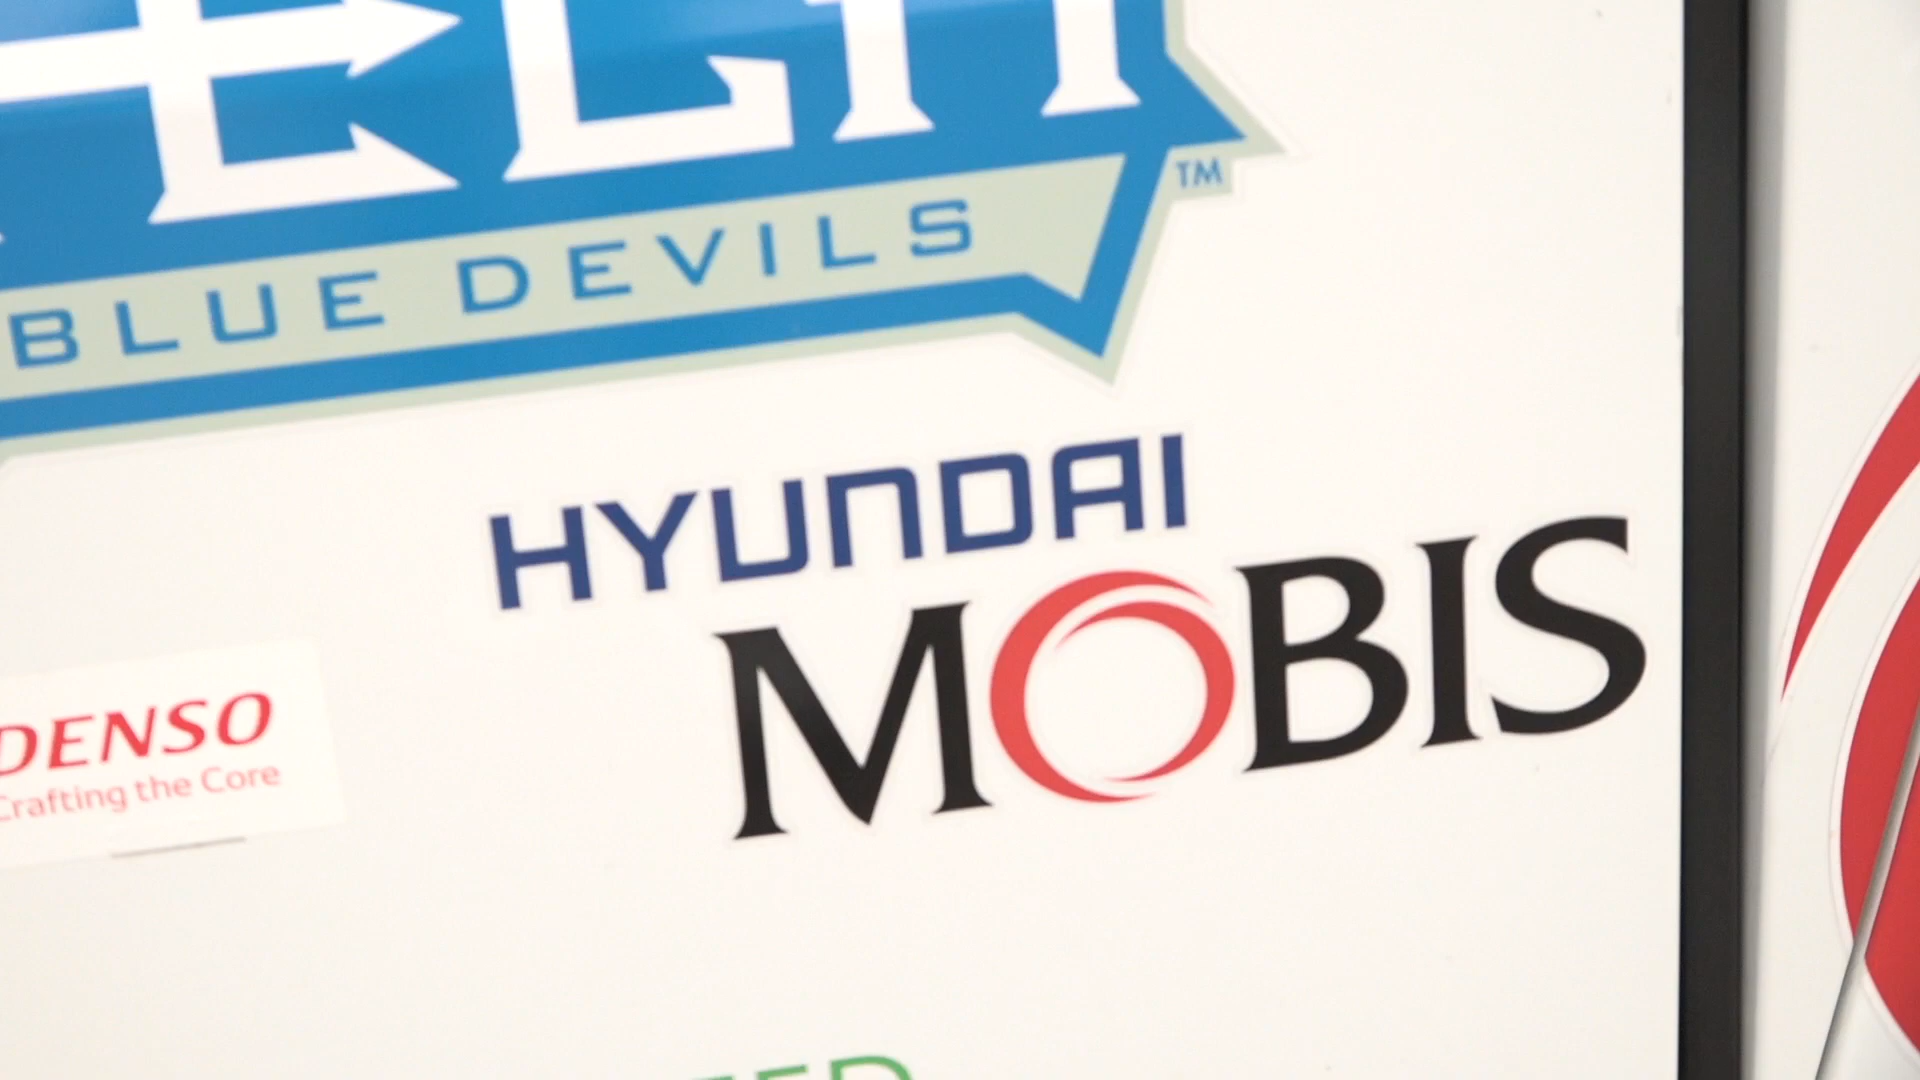 TM
BLUE DEVILS
HYUNDAI
MOBIS
DENSO
Crafting the Core